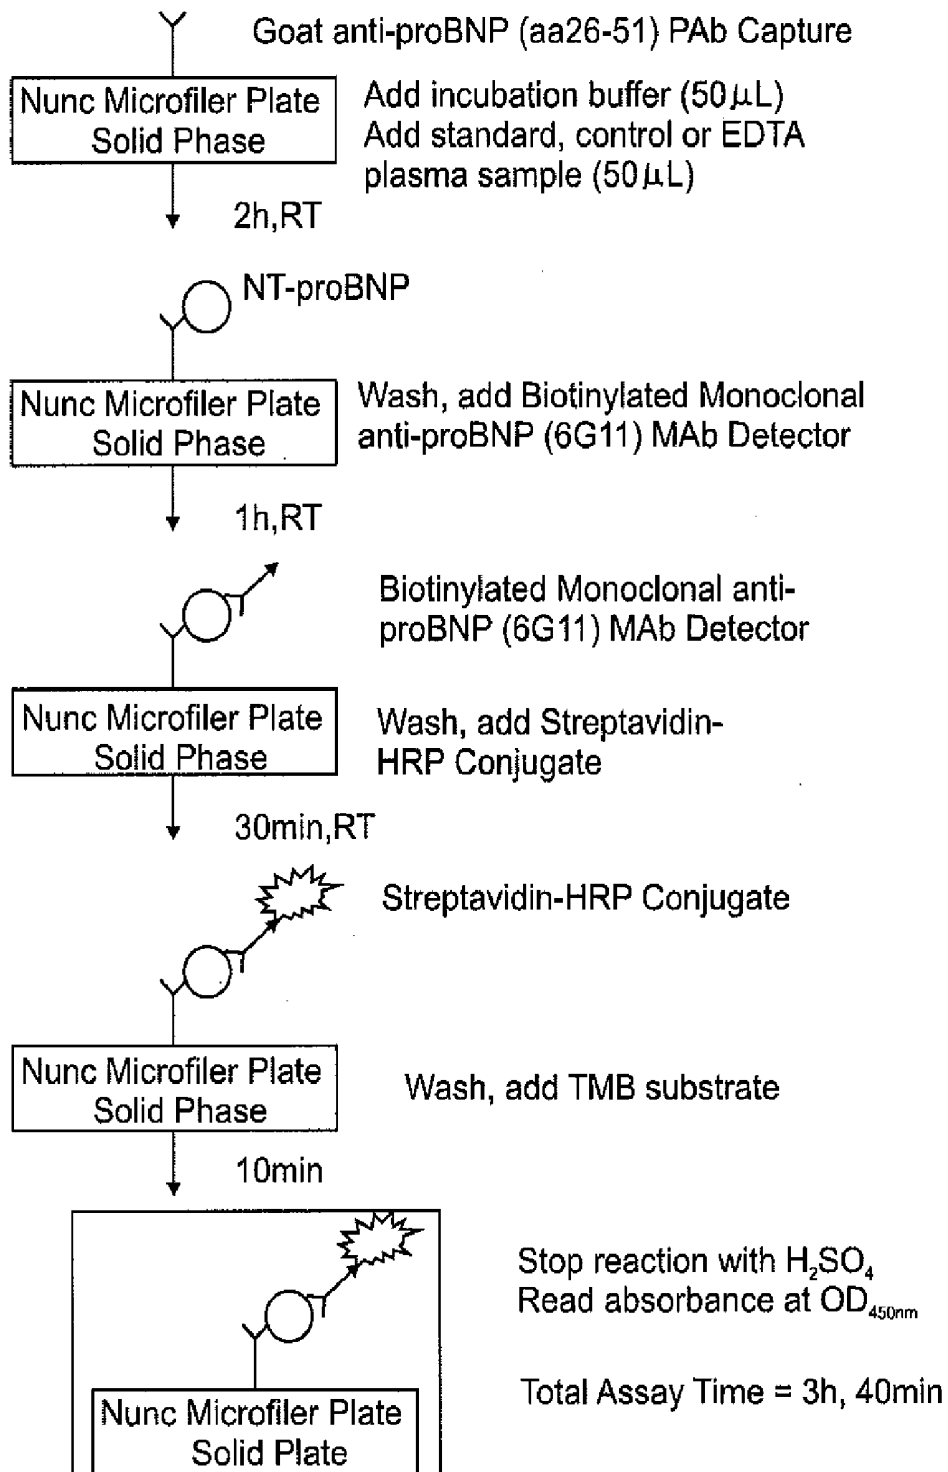 Goat anti-proBNP (aa26-51) PAb Capture
Nunc Microfiler Plate
Solid Phase
Add incubation buffer (50μL)
Add standard, control or EDTA
plasma sample (50μL)
2h,RT
NT-proBNP
Nunc Microfiler Plate
Solid Phase
Wash, add Biotinylated Monoclonal
anti-proBNP (6G11) MAb Detector
1h,RT
Biotinylated Monoclonal anti-
proBNP (6G11) MAb Detector
Nunc Microfiler Plate
Solid Phase
Wash, add Streptavidin-
HRP Conjugate
30min,RT
Streptavidin-HRP Conjugate
Nunc Microfiler Plate
Solid Phase
Wash, add TMB substrate
10min
Stop reaction with H₂SO₄
Read absorbance at OD₄₅₀ₙₘ
Total Assay Time = 3h, 40min
Nunc Microfiler Plate
Solid Plate